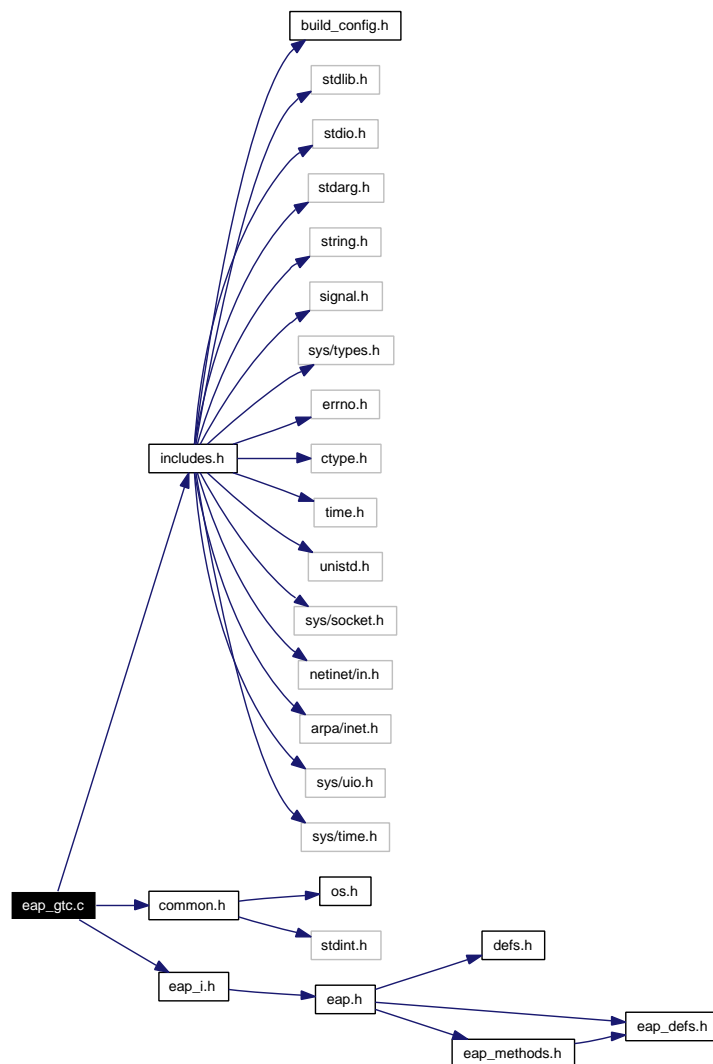 build_config.h
stdlib.h
stdio.h
stdarg.h
string.h
signal.h
sys/types.h
errno.h
includes.h
ctype.h
time.h
unistd.h
sys/socket.h
netinet/in.h
arpa/inet.h
sys/uio.h
sys/time.h
eap_gtc.c
common.h
os.h
stdint.h
defs.h
eap_i.h
eap.h
eap_defs.h
eap_methods.h